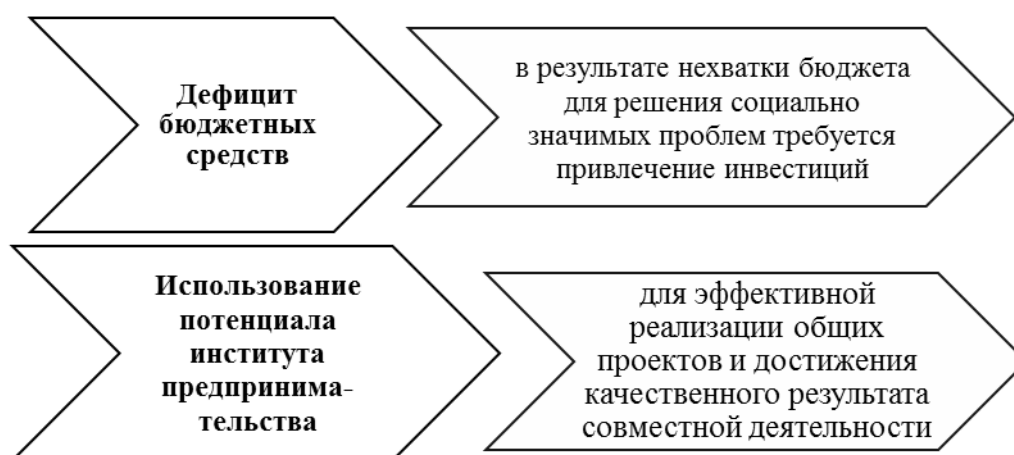 Дефицит
бюджетных
средств
в результате нехватки бюджета
для решения социально
значимых проблем требуется
привлечение инвестиций
Использование
потенциала
института
предпринима-
тельства
для эффективной
реализации общих
проектов и достижения
качественного результата
совместной деятельности